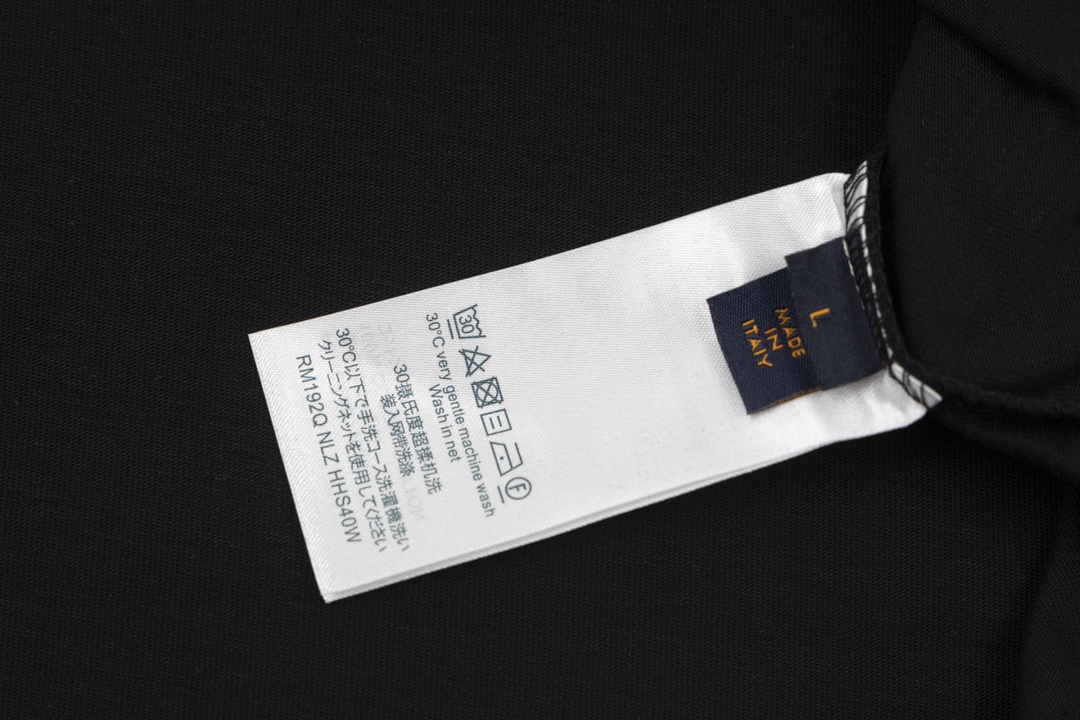 L
MADE
IN
ITALY
30
F
30°C very gentle machine wash
Wash in net
30摄氏度超揉机洗
装入网带洗涤
30℃以下で手洗コース洗濯機洗い
クリーニングネットを使用してください
RM192Q NLZ HHS40W